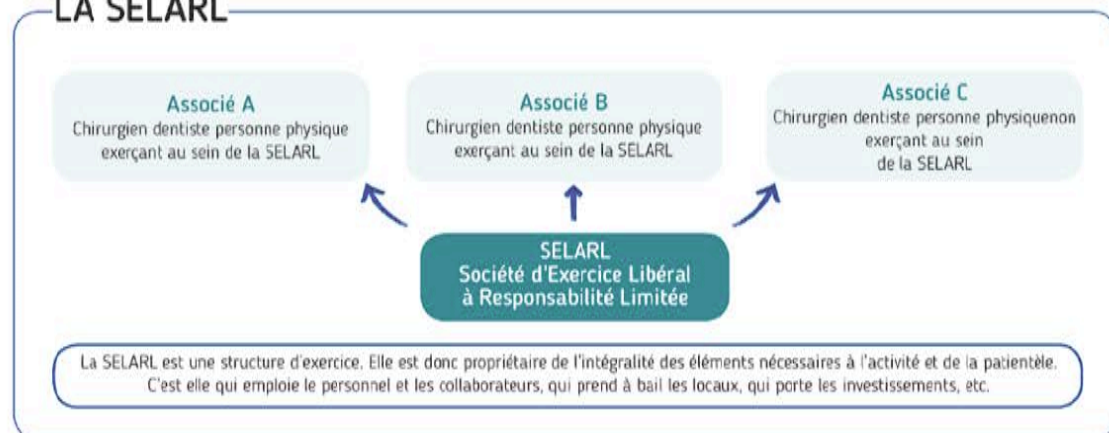 LA SELARL
Associé A
Chirurgien dentiste personne physique
exerçant au sein de la SELARL
Associé B
Chirurgien dentiste personne physique
exerçant au sein de la SELARL
Associé C
Chirurgien dentiste personne physiquenon
exerçant au sein
de la SELARL
SELARL
Société d'Exercice Libéral
à Responsabilité Limitée
La SELARL est une structure d'exercice. Elle est donc propriétaire de l'intégralité des éléments nécessaires à l'activité et de la patientèle.
C'est elle qui emploie le personnel et les collaborateurs, qui prend à bail les locaux, qui porte les investissements, etc.